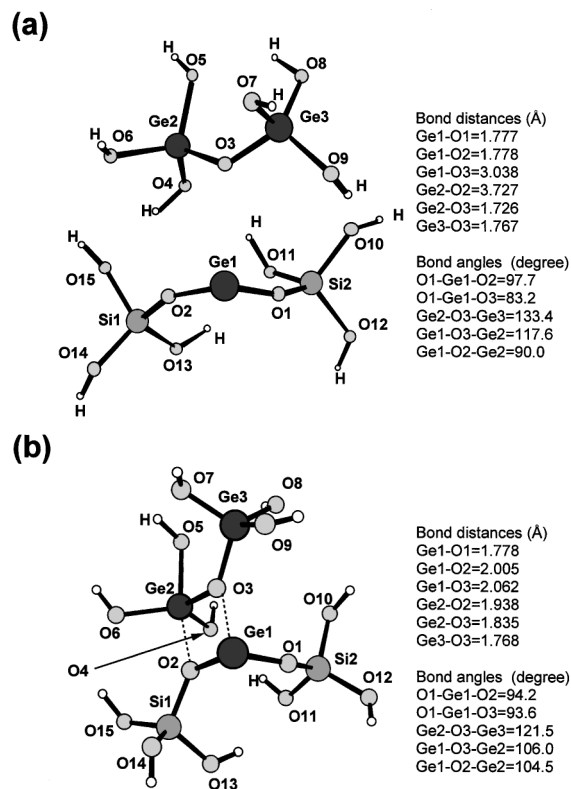 (a)
H
O5
H
O8
O7
H
Ge2
Ge3
H
O6
O3
O9
O4
H
H
Bond distances (Å)
Ge1-O1=1.777
Ge1-O2=1.778
Ge1-O3=3.038
Ge2-O2=3.727
Ge2-O3=1.726
Ge3-O3=1.767
H
H
O10
H
O11
O15
Ge1
Si2
O2
O1
Si1
H
O12
O14
O13
H
H
Bond angles (degree)
O1-Ge1-O2=97.7
O1-Ge1-O3=83.2
Ge2-O3-Ge3=133.4
Ge1-O3-Ge2=117.6
Ge1-O2-Ge2=90.0
(b)
O7
O8
Ge3
H
O5
O9
H
Ge2
O3
O6
H
O10
Ge1
O4
O2
O1
Si2
Si1
H
O12
O15
O11
O14
O13
Bond distances (Å)
Ge1-O1=1.778
Ge1-O2=2.005
Ge1-O3=2.062
Ge2-O2=1.938
Ge2-O3=1.835
Ge3-O3=1.768
Bond angles (degree)
O1-Ge1-O2=94.2
O1-Ge1-O3=93.6
Ge2-O3-Ge3=121.5
Ge1-O3-Ge2=106.0
Ge1-O2-Ge2=104.5